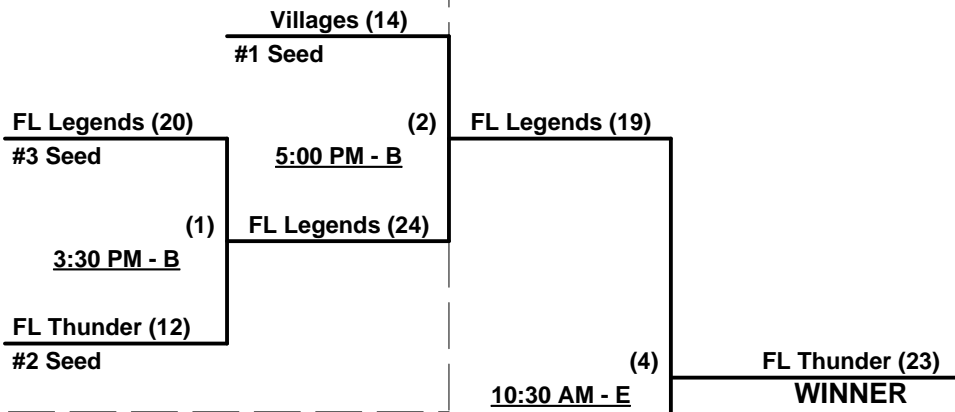 Villages (14)
#1 Seed
FL Legends (20)
(2)
FL Legends (19)
#3 Seed
5:00 PM - B
(1)
FL Legends (24)
3:30 PM - B
FL Thunder (12)
#2 Seed
(4)
FL Thunder (23)
10:30 AM - E
WINNER